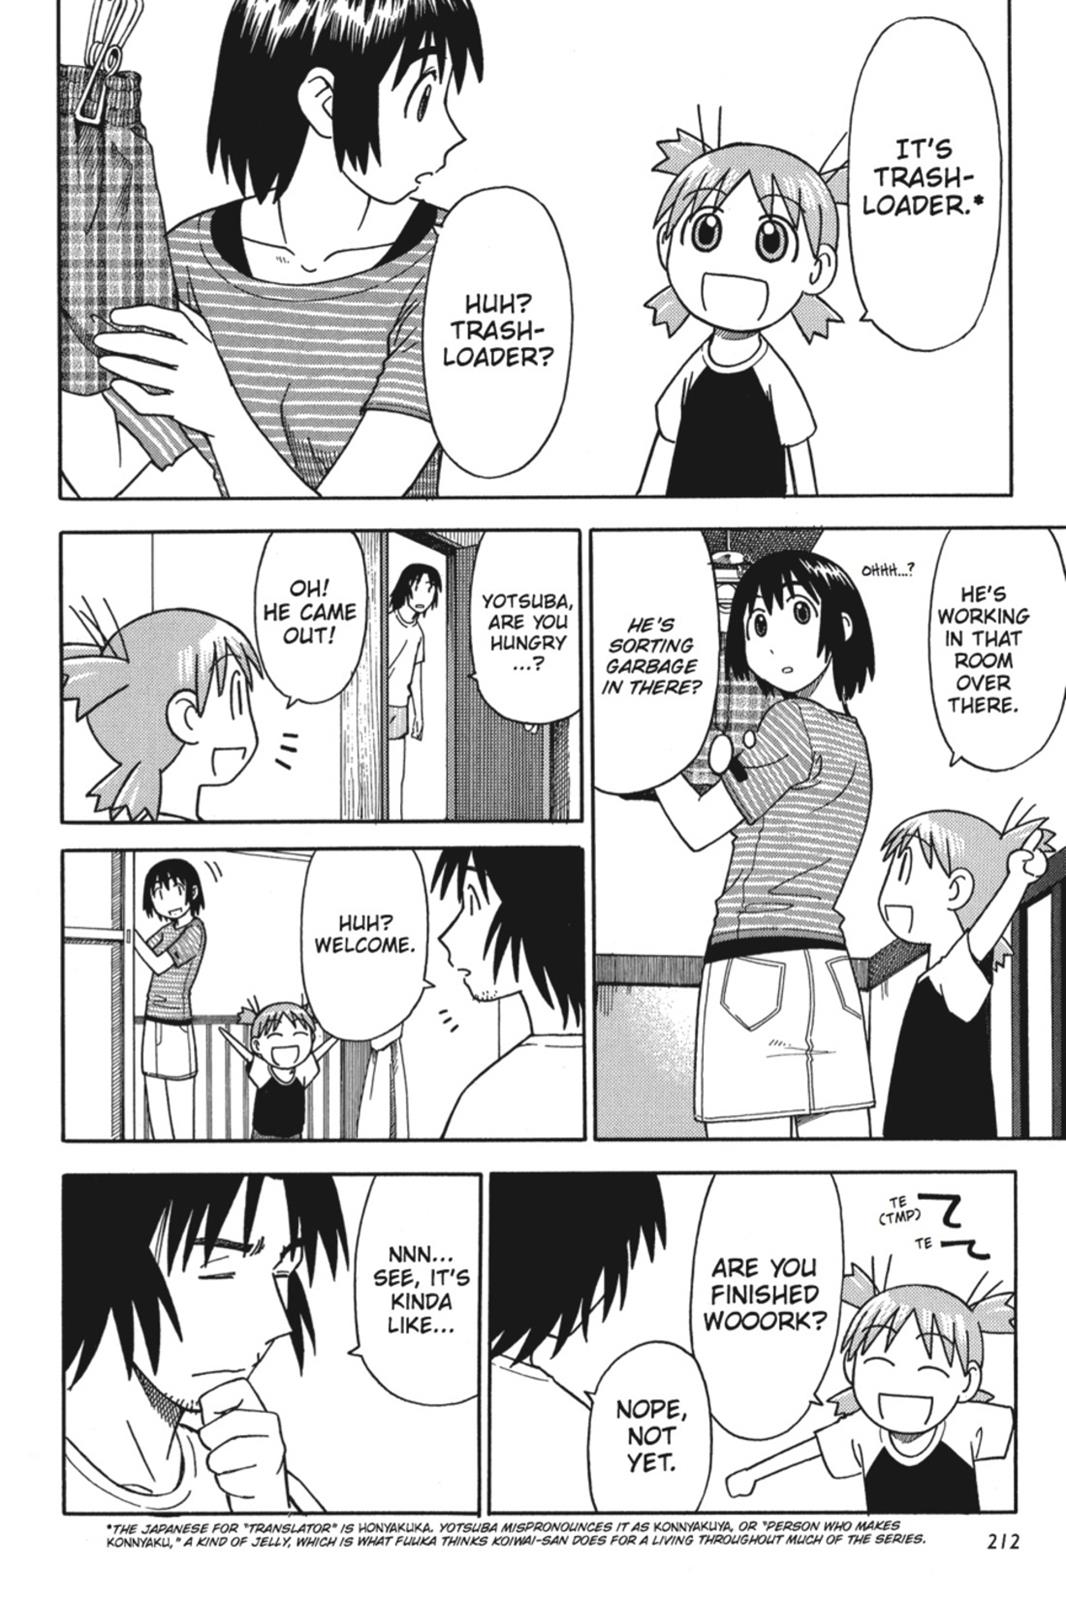 IT'S
TRASH-
LOADER.*
HUH?
TRASH-
LOADER?
HE'S
WORKING
IN THAT
ROOM
OVER
THERE.
OHHH...?
HE'S
SORTING
GARBAGE
IN THERE?
YOTSUBA,
ARE YOU
HUNGRY
...?
OH!
HE CAME
OUT!
HUH?
WELCOME.
TE
(TMP)
て
TE
て
ARE YOU
FINISHED
WOOORK?
NOPE,
NOT
YET.
NNN...
SEE, IT'S
KINDA
LIKE...
*THE JAPANESE FOR "TRANSLATOR" IS HONYAKUKA. YOTSUBA MISPRONOUNCES IT AS KONNYAKUYA, OR "PERSON WHO MAKES
KONNYAKU," A KIND OF JELLY, WHICH IS WHAT FUUKA THINKS KOIWAI-SAN DOES FOR A LIVING THROUGHOUT MUCH OF THE SERIES.
212